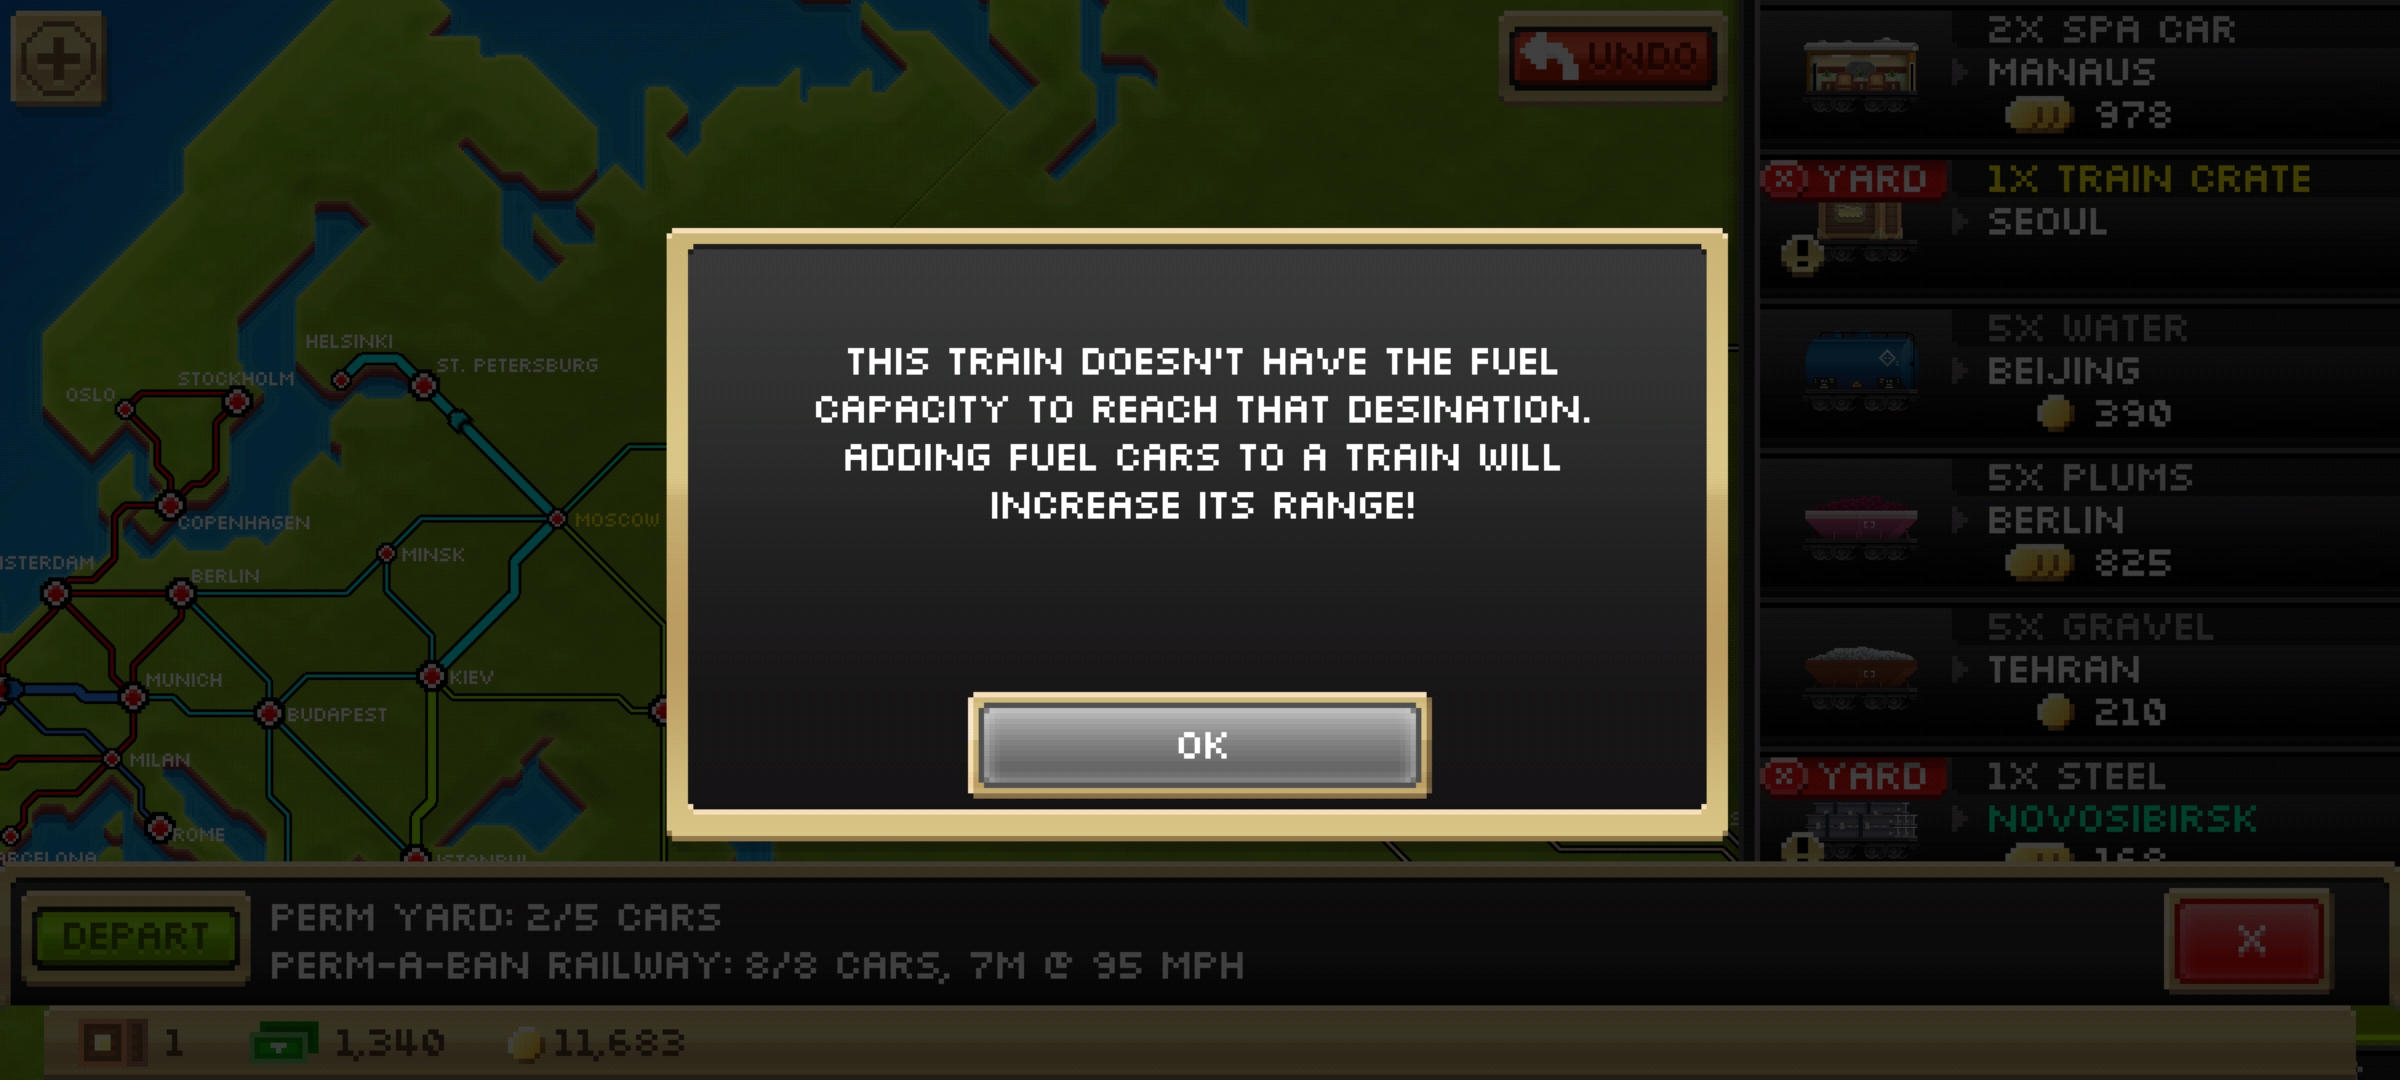 UNDO
2X SPA CAR
MANAUS
978
YARD
1X TRAIN CRATE
SEOUL
5X WATER
BEIJING
390
5X PLUMS
BERLIN
825
5X GRAVEL
TEHRAN
210
YARD
1X STEEL
NOVOSIBIRSK
168
THIS TRAIN DOESN'T HAVE THE FUEL
CAPACITY TO REACH THAT DESINATION.
ADDING FUEL CARS TO A TRAIN WILL
INCREASE ITS RANGE!
OK
HELSINKI
ST. PETERSBURG
OSLO
STOCKHOLM
COPENHAGEN
MOSCOW
MINSK
STERDAM
BERLIN
MUNICH
KIEV
BUDAPEST
MILAN
ROME
ARCELONA
ISTANBUL
DEPART
PERM YARD: 2/5 CARS
PERM-A-BAN RAILWAY: 8/8 CARS, 7M @ 95 MPH
X
1
1,340
11,683